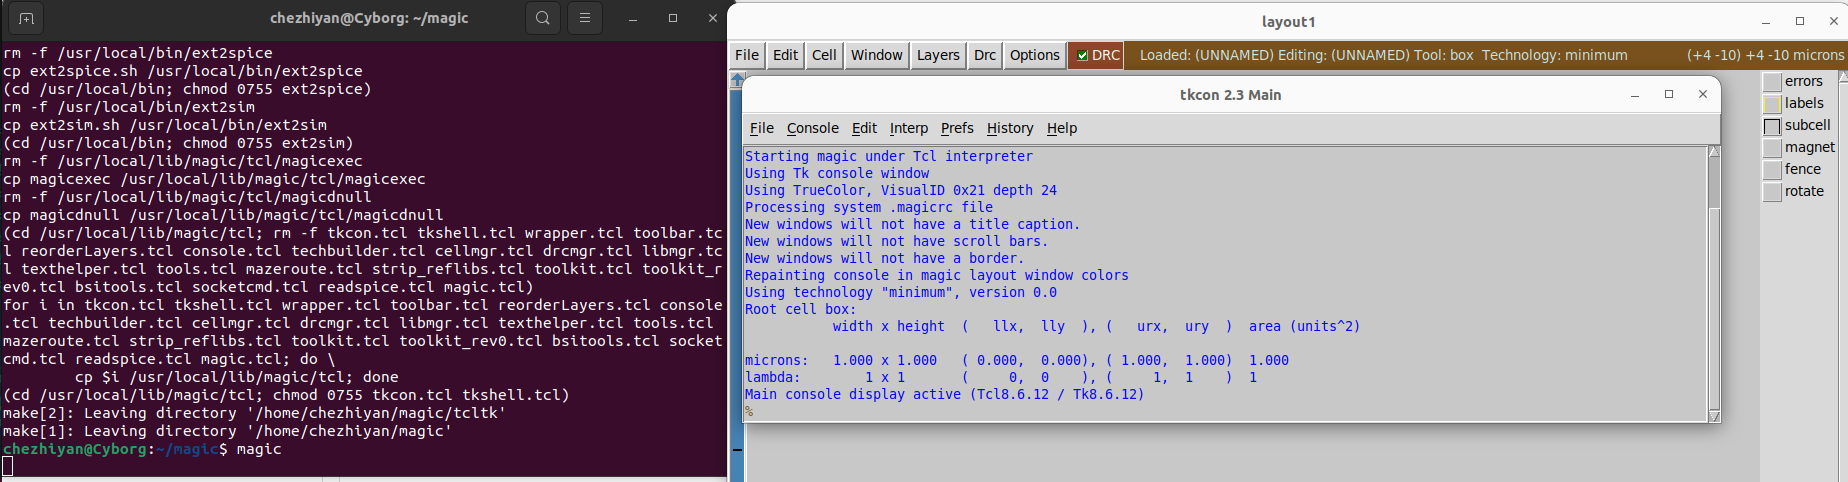 chezhiyan@Cyborg: ~/magic
rm -f /usr/local/bin/ext2spice
cp ext2spice.sh /usr/local/bin/ext2spice
(cd /usr/local/bin; chmod 0755 ext2spice)
rm -f /usr/local/bin/ext2sim
cp ext2sim.sh /usr/local/bin/ext2sim
(cd /usr/local/bin; chmod 0755 ext2sim)
rm -f /usr/local/lib/magic/tcl/magicexec
cp magicexec /usr/local/lib/magic/tcl/magicexec
rm -f /usr/local/lib/magic/tcl/magicdnull
cp magicdnull /usr/local/lib/magic/tcl/magicdnull
(cd /usr/local/lib/magic/tcl; rm -f tkcon.tcl tkshell.tcl wrapper.tcl toolbar.tc
l reorderLayers.tcl console.tcl techbuilder.tcl cellmgr.tcl drcmgr.tcl libmgr.tc
l texthelper.tcl tools.tcl mazeroute.tcl strip_reflibs.tcl toolkit.tcl toolkit_r
ev0.tcl bsitools.tcl socketcmd.tcl readspice.tcl magic.tcl)
for i in tkcon.tcl tkshell.tcl wrapper.tcl toolbar.tcl reorderLayers.tcl console
.tcl techbuilder.tcl cellmgr.tcl drcmgr.tcl libmgr.tcl texthelper.tcl tools.tcl
mazeroute.tcl strip_reflibs.tcl toolkit.tcl toolkit_rev0.tcl bsitools.tcl socket
cmd.tcl readspice.tcl magic.tcl; do \
cp $i /usr/local/lib/magic/tcl; done
(cd /usr/local/lib/magic/tcl; chmod 0755 tkcon.tcl tkshell.tcl)
make[2]: Leaving directory '/home/chezhiyan/magic/tcltk'
make[1]: Leaving directory '/home/chezhiyan/magic'
chezhiyan@Cyborg:~/magic$ magic
layout1
File Edit Cell Window Layers Drc Options DRC Loaded: (UNNAMED) Editing: (UNNAMED) Tool: box Technology: minimum (+4 -10) +4 -10 microns
tkcon 2.3 Main
File Console Edit Interp Prefs History Help
Starting magic under Tcl interpreter
Using Tk console window
Using TrueColor, VisualID 0x21 depth 24
Processing system .magicrc file
New windows will not have a title caption.
New windows will not have scroll bars.
New windows will not have a border.
Repainting console in magic layout window colors
Using technology "minimum", version 0.0
Root cell box:
width x height ( llx, lly ), ( urx, ury ) area (units^2)
microns: 1.000 x 1.000 ( 0.000, 0.000), ( 1.000, 1.000) 1.000
lambda: 1 x 1 ( 0, 0 ), ( 1, 1 ) 1
Main console display active (Tcl8.6.12 / Tk8.6.12)
%
errors
labels
subcell
magnet
fence
rotate